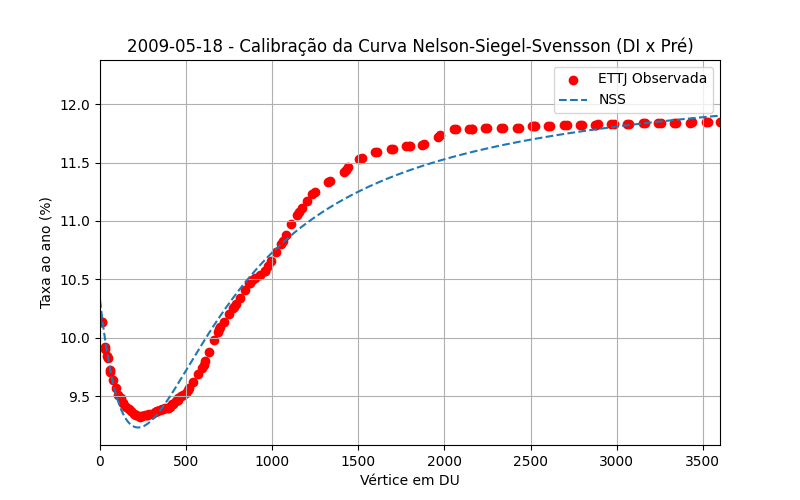 2009-05-18 - Calibração da Curva Nelson-Siegel-Svensson (DI x Pré)
ETTJ Observada
NSS
Taxa ao ano (%)
12.0
11.5
11.0
10.5
10.0
9.5
0 500 1000 1500 2000 2500 3000 3500
Vértice em DU